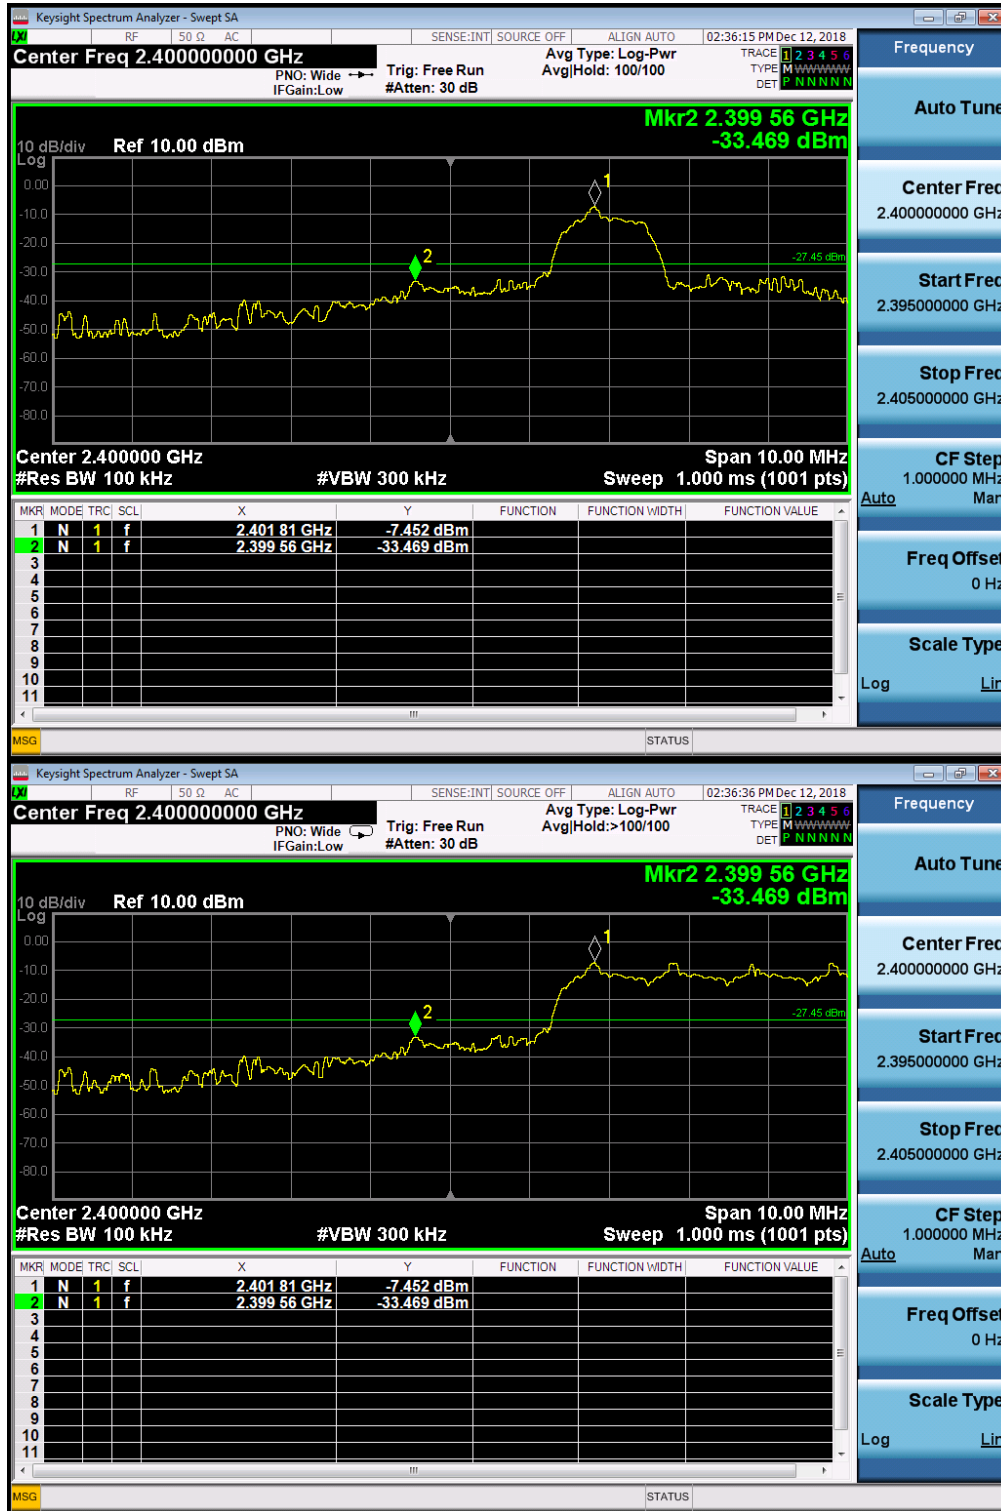 Keysight Spectrum Analyzer - Swept SA
LXI RF 50 Ω AC SENSE:INT SOURCE OFF ALIGN AUTO 02:36:15 PM Dec 12, 2018
Center Freq 2.400000000 GHz
PNO: Wide
IFGain:Low
Trig: Free Run
#Atten: 30 dB
Avg Type: Log-Pwr
Avg|Hold: 100/100
TRACE 1 2 3 4 5 6
TYPE M WWWWW
DET P N N N N N
Mkr2 2.399 56 GHz
-33.469 dBm
10 dB/div Ref 10.00 dBm
Log
0.00
-10.0
-20.0
-30.0
-40.0
-50.0
-60.0
-70.0
-80.0
1
2
-27.45 dBm
Center 2.400000 GHz Span 10.00 MHz
#Res BW 100 kHz #VBW 300 kHz Sweep 1.000 ms (1001 pts)
MKR MODE TRC SCL X Y FUNCTION FUNCTION WIDTH FUNCTION VALUE
1 N 1 f 2.401 81 GHz -7.452 dBm
2 N 1 f 2.399 56 GHz -33.469 dBm
3
4
5
6
7
8
9
10
11
MSG STATUS
Frequency
Auto Tune
Center Freq
2.400000000 GHz
Start Freq
2.395000000 GHz
Stop Freq
2.405000000 GHz
CF Step
1.000000 MHz
Auto Man
Freq Offset
0 Hz
Scale Type
Log Lin
Keysight Spectrum Analyzer - Swept SA
LXI RF 50 Ω AC SENSE:INT SOURCE OFF ALIGN AUTO 02:36:36 PM Dec 12, 2018
Center Freq 2.400000000 GHz
PNO: Wide
IFGain:Low
Trig: Free Run
#Atten: 30 dB
Avg Type: Log-Pwr
Avg|Hold:>100/100
TRACE 1 2 3 4 5 6
TYPE M WWWWW
DET P N N N N N
Mkr2 2.399 56 GHz
-33.469 dBm
10 dB/div Ref 10.00 dBm
Log
0.00
-10.0
-20.0
-30.0
-40.0
-50.0
-60.0
-70.0
-80.0
1
2
-27.45 dBm
Center 2.400000 GHz Span 10.00 MHz
#Res BW 100 kHz #VBW 300 kHz Sweep 1.000 ms (1001 pts)
MKR MODE TRC SCL X Y FUNCTION FUNCTION WIDTH FUNCTION VALUE
1 N 1 f 2.401 81 GHz -7.452 dBm
2 N 1 f 2.399 56 GHz -33.469 dBm
3
4
5
6
7
8
9
10
11
MSG STATUS
Frequency
Auto Tune
Center Freq
2.400000000 GHz
Start Freq
2.395000000 GHz
Stop Freq
2.405000000 GHz
CF Step
1.000000 MHz
Auto Man
Freq Offset
0 Hz
Scale Type
Log Lin